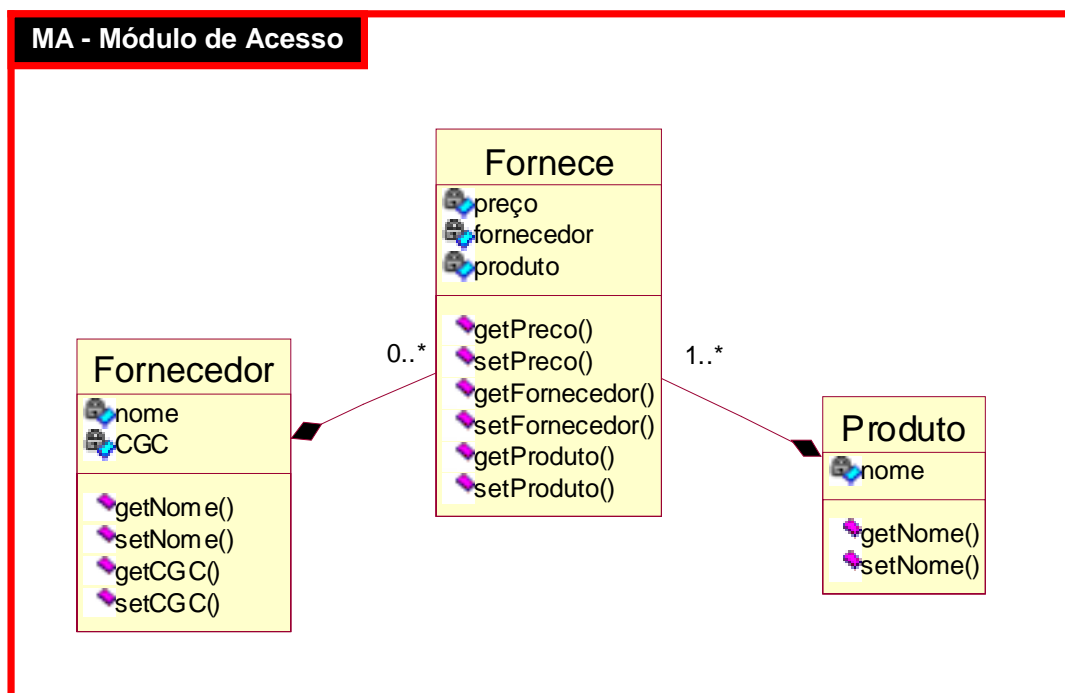 MA - Módulo de Acesso
Fornece
preço
fornecedor
produto
getPreco()
setPreco()
getFornecedor()
setFornecedor()
getProduto()
setProduto()
0..*
1..*
Fornecedor
nome
CGC
getNome()
setNome()
getCGC()
setCGC()
Produto
nome
getNome()
setNome()